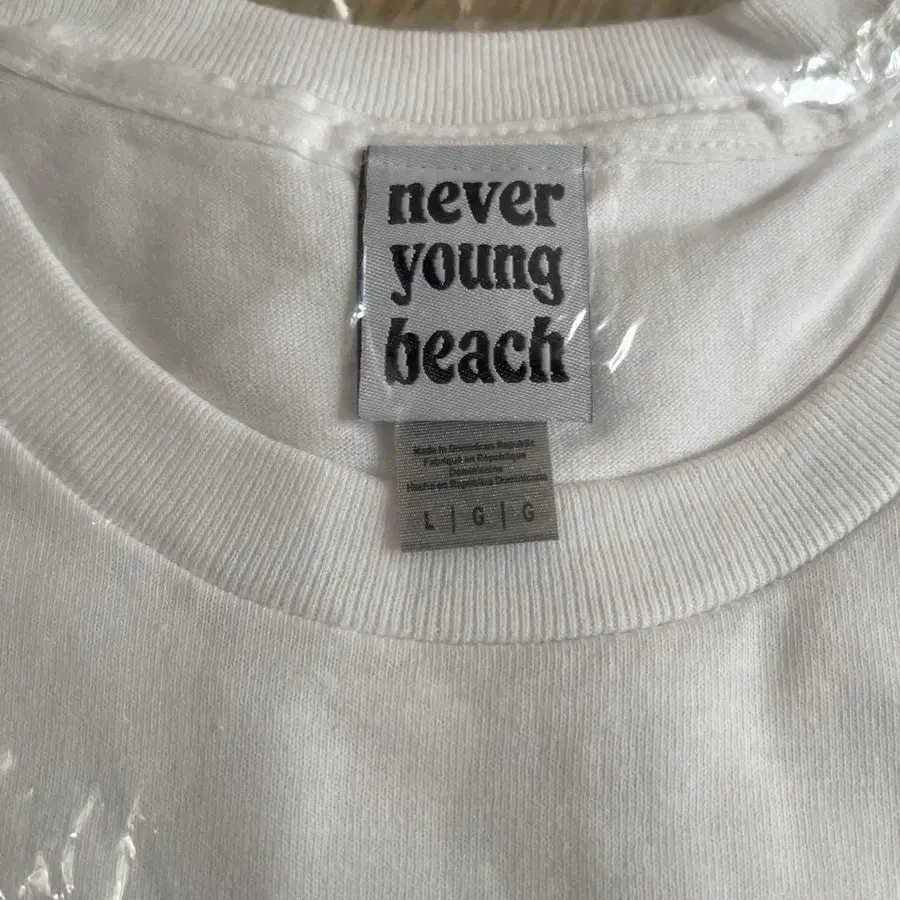 never
young
beach
Made in Dominican Republic
Fabriqué en République
Dominicaine
Hecho en República Dominicana
L | G | G